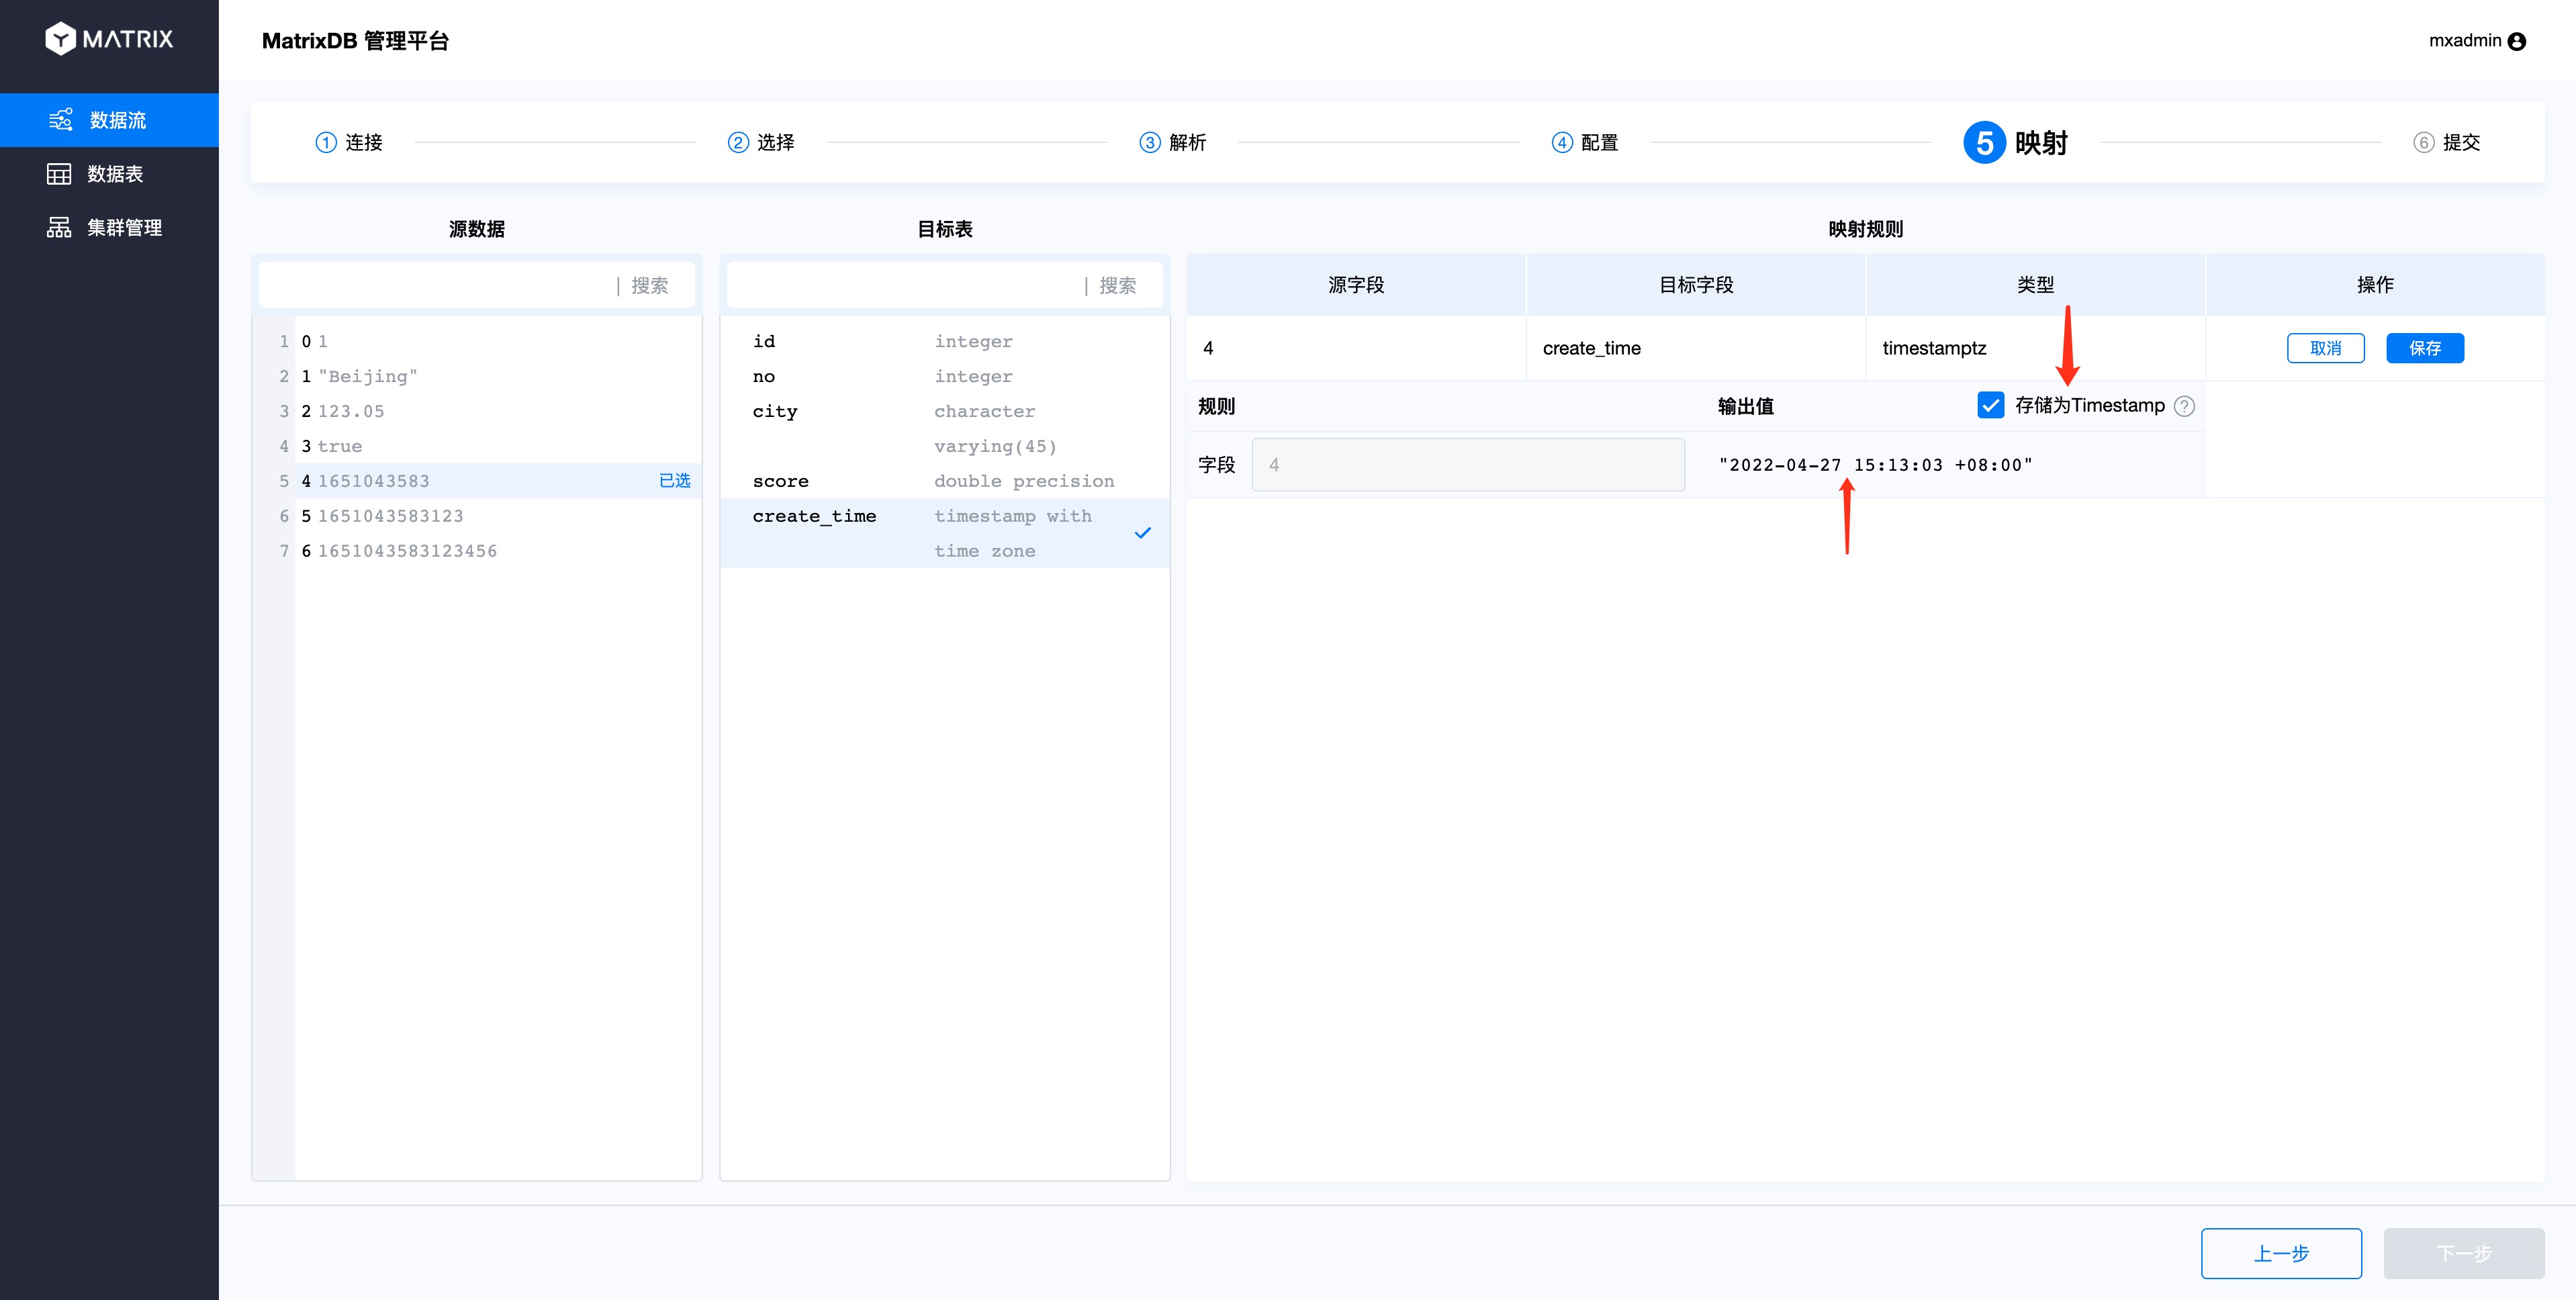 MATRIX
MatrixDB 管理平台
mxadmin
数据流
数据表
集群管理
1 连接
2 选择
3 解析
4 配置
5 映射
6 提交
源数据
| 搜索
1 0 1
2 1 "Beijing"
3 2 123.05
4 3 true
5 4 1651043583 已选
6 5 1651043583123
7 6 1651043583123456
目标表
| 搜索
id integer
no integer
city character
varying(45)
score double precision
create_time timestamp with
time zone
映射规则
源字段 目标字段 类型 操作
4 create_time timestamptz 取消 保存
规则 输出值 存储为Timestamp ?
字段 4 "2022-04-27 15:13:03 +08:00"
上一步 下一步